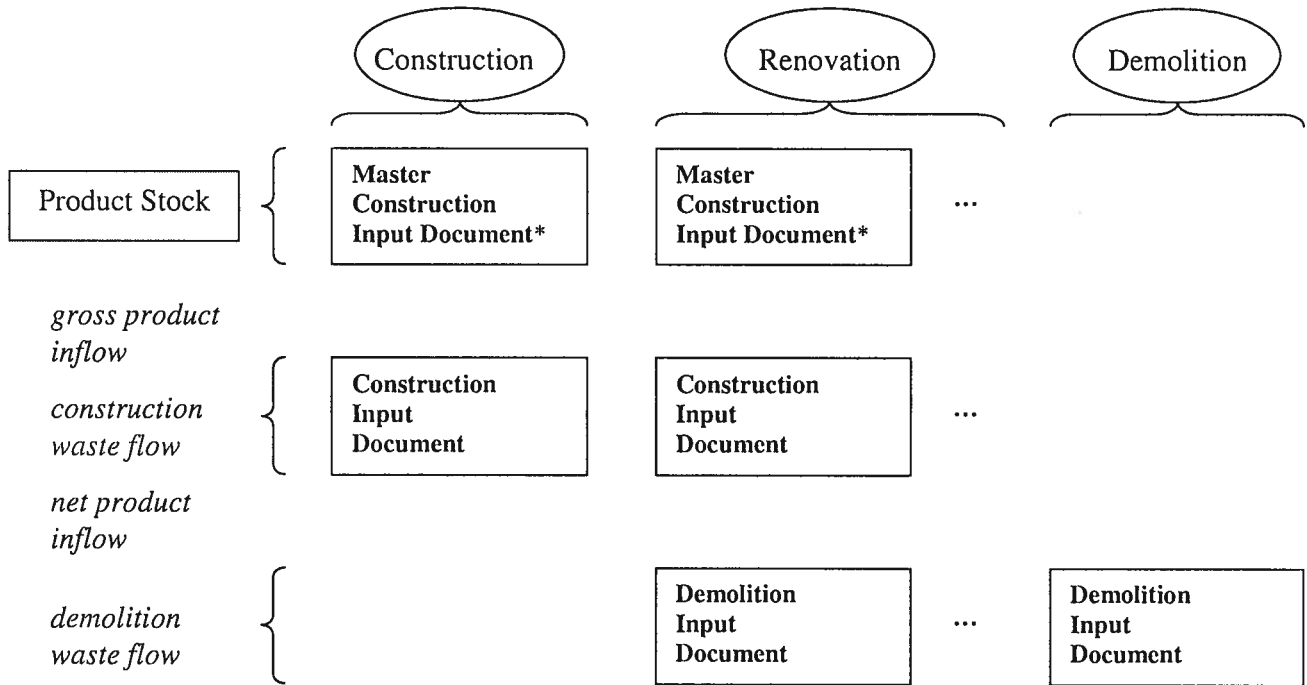 Construction
Renovation
Demolition
Product Stock
Master
Construction
Input Document*
Master
Construction
Input Document*
...
gross product
inflow
construction
waste flow
Construction
Input
Document
Construction
Input
Document
...
net product
inflow
demolition
waste flow
Demolition
Input
Document
...
Demolition
Input
Document